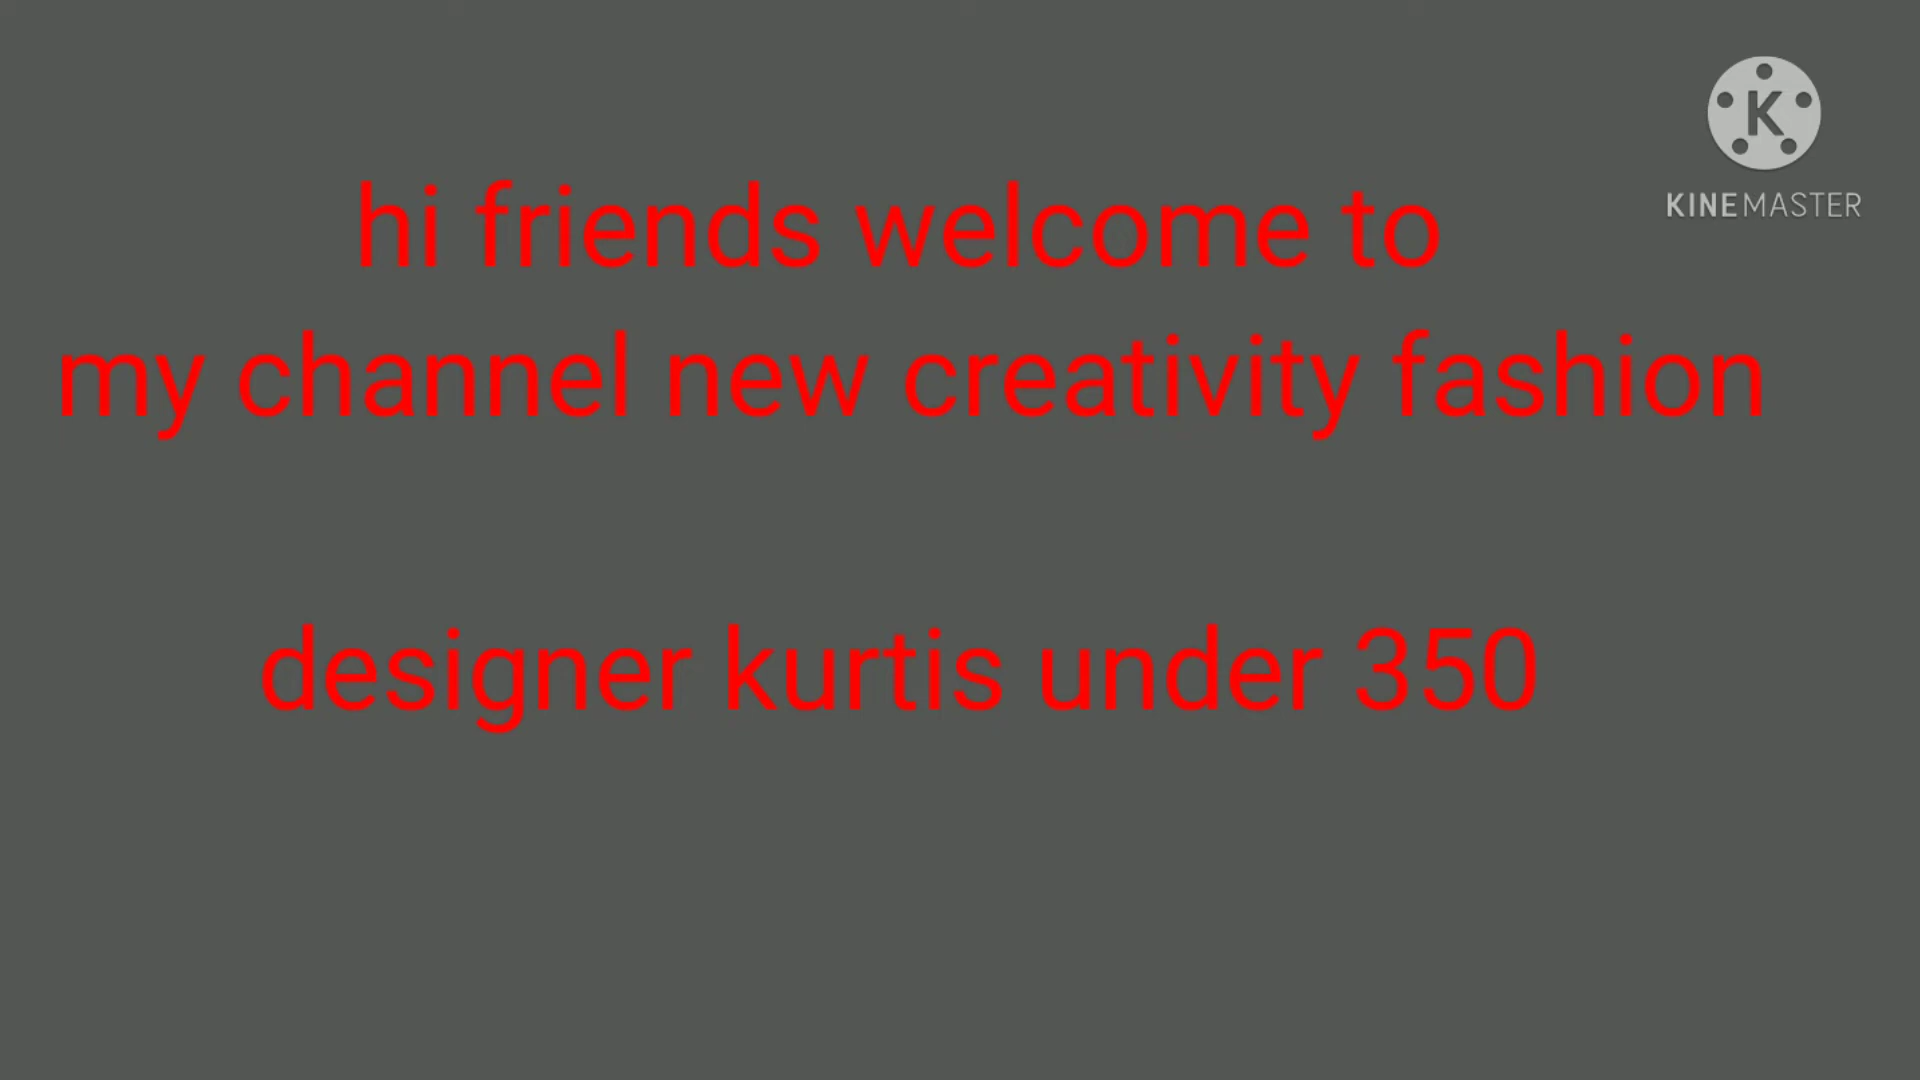 K
KINEMASTER
hi friends welcome to
my channel new creativity fashion
designer kurtis under 350